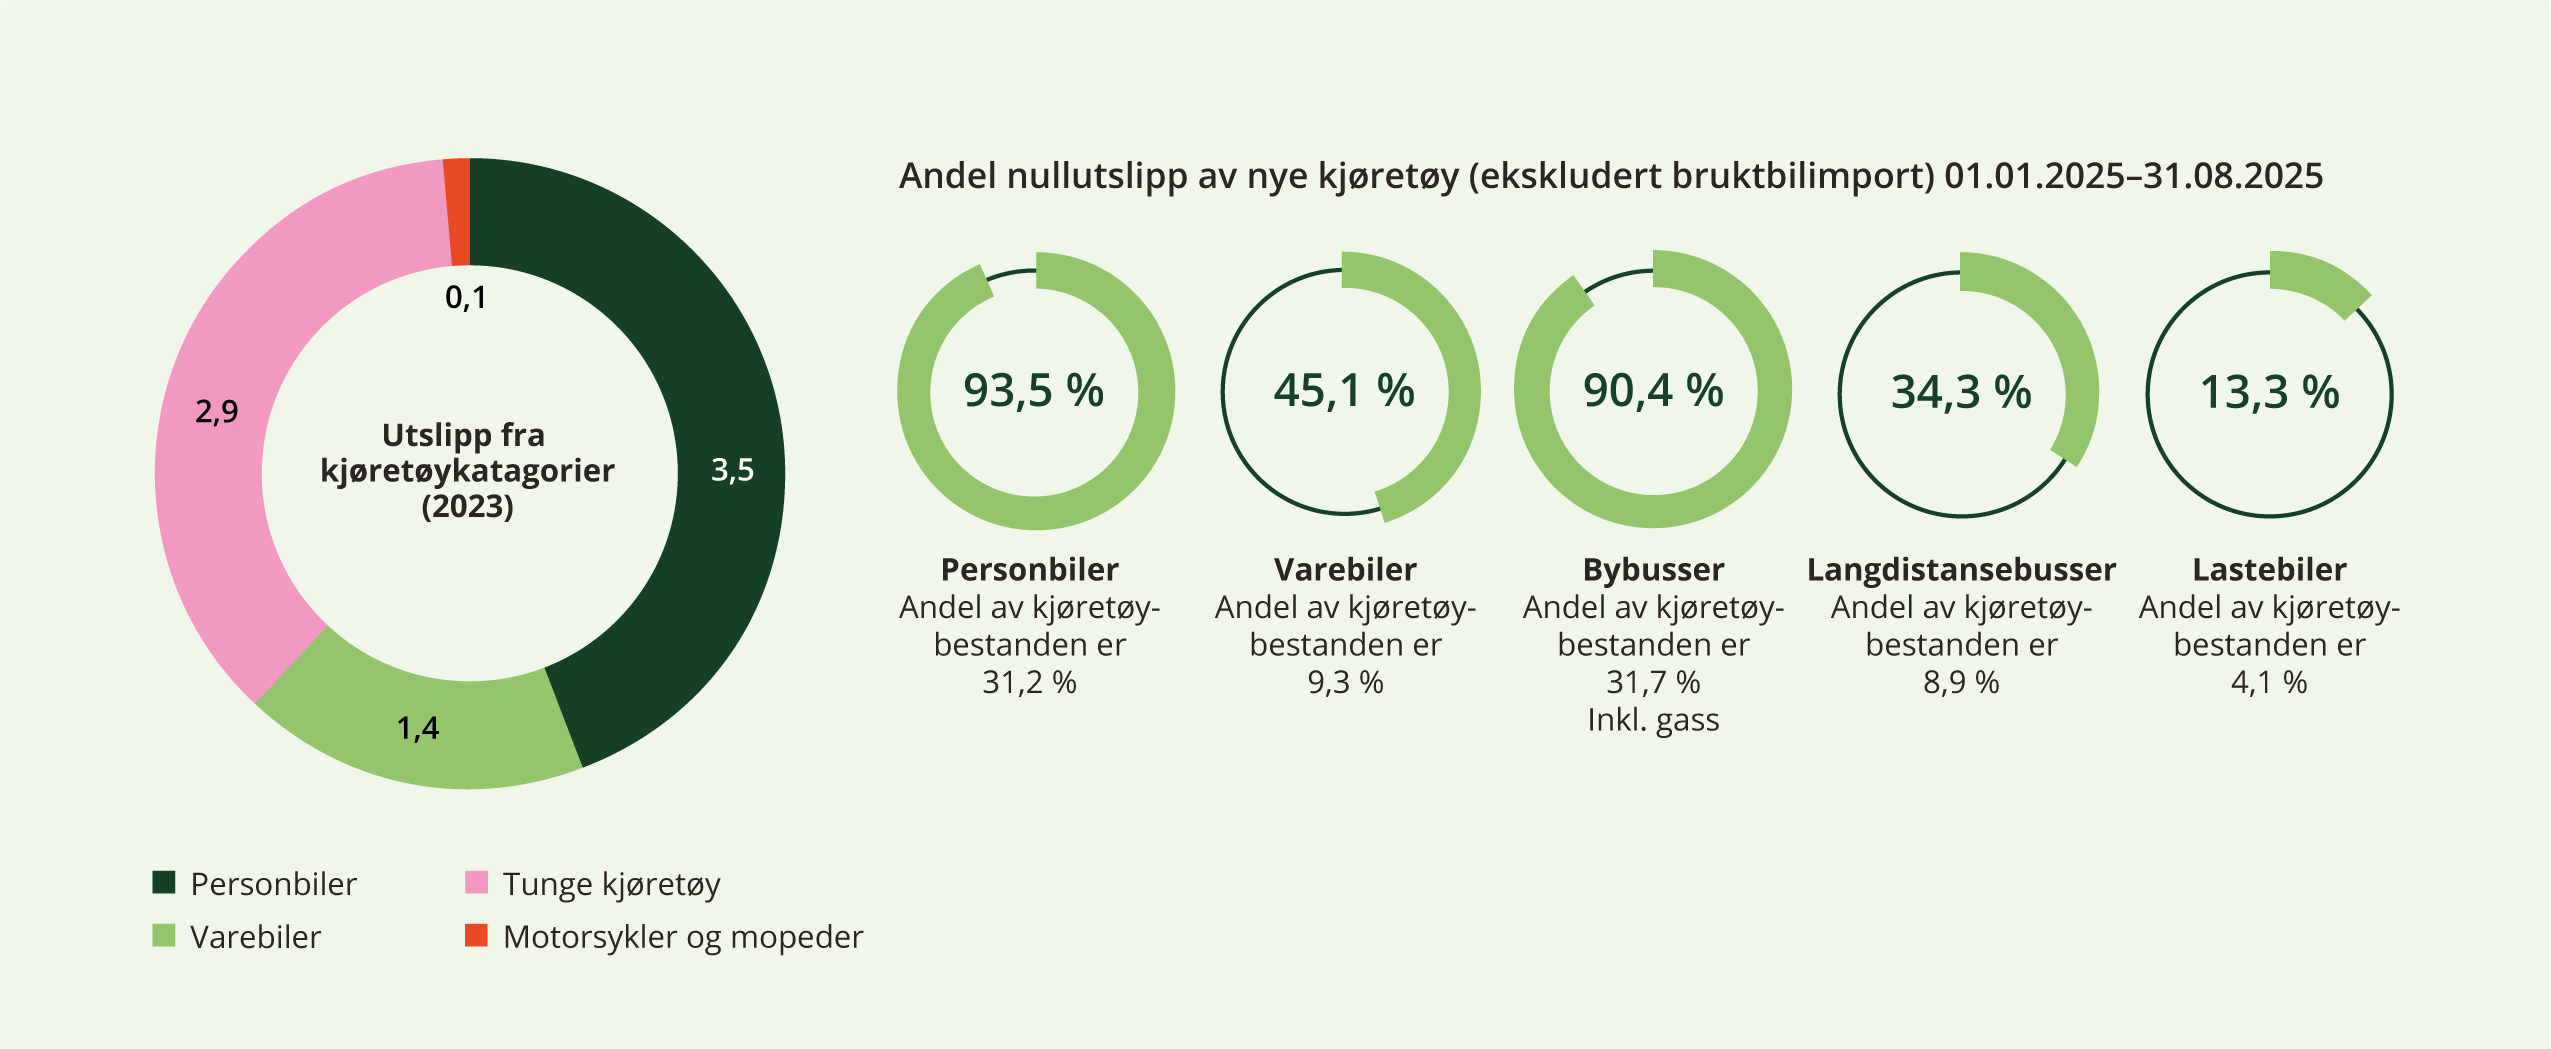 0,1
2,9
3,5
1,4
Utslipp fra
kjøretøykatagorier
(2023)
Personbiler
Varebiler
Tunge kjøretøy
Motorsykler og mopeder
Andel nullutslipp av nye kjøretøy (ekskludert bruktbilimport) 01.01.2025–31.08.2025
93,5 %
Personbiler
Andel av kjøretøy-
bestanden er
31,2 %
45,1 %
Varebiler
Andel av kjøretøy-
bestanden er
9,3 %
90,4 %
Bybusser
Andel av kjøretøy-
bestanden er
31,7 %
Inkl. gass
34,3 %
Langdistansebusser
Andel av kjøretøy-
bestanden er
8,9 %
13,3 %
Lastebiler
Andel av kjøretøy-
bestanden er
4,1 %